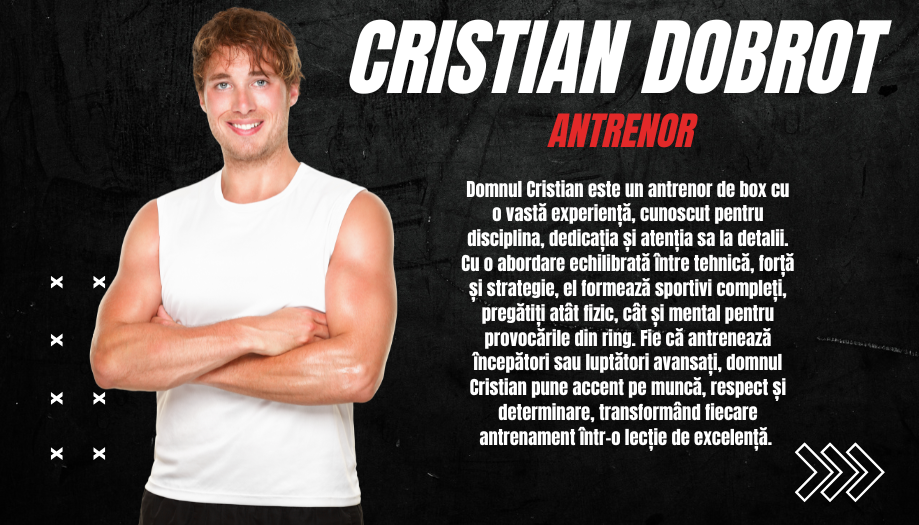 CRISTIAN DOBROT
ANTRENOR
Domnul Cristian este un antrenor de box cu
o vastă experiență, cunoscut pentru
disciplina, dedicația și atenția sa la detalii.
Cu o abordare echilibrată între tehnică, forță
și strategie, el formează sportivi compleți,
pregătiți atât fizic, cât și mental pentru
provocările din ring. Fie că antrenează
începători sau luptători avansați, domnul
Cristian pune accent pe muncă, respect și
determinare, transformând fiecare
antrenament într-o lecție de excelență.